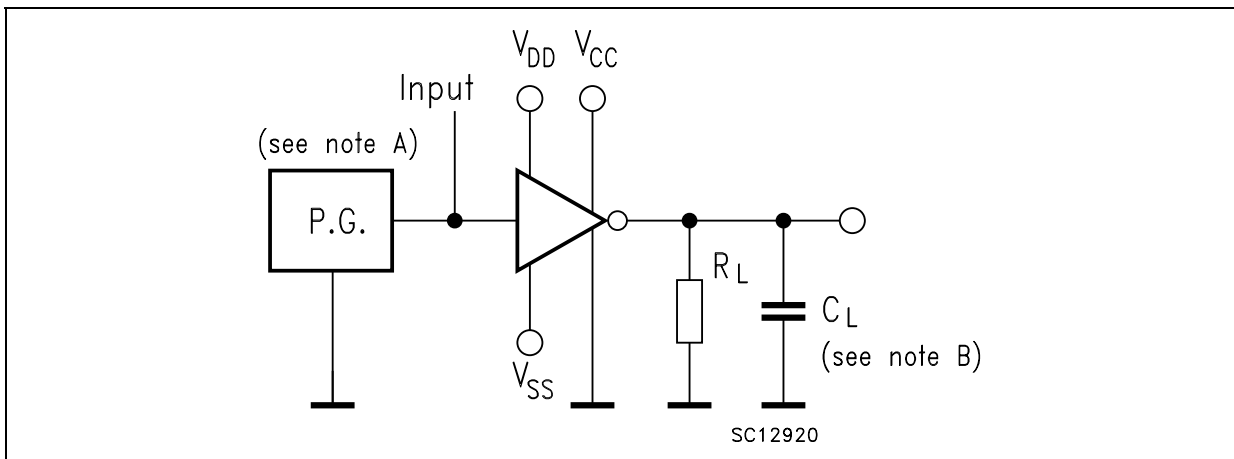 V_DD V_CC
Input
(see note A)
P.G.
R_L
C_L
(see note B)
V_SS
SC12920